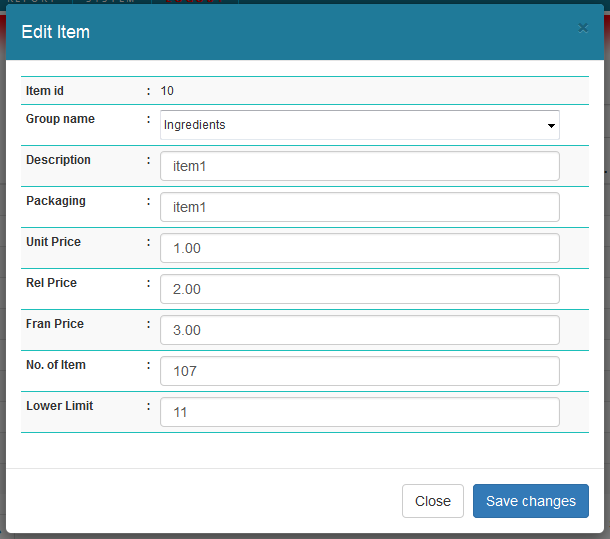 Edit Item ×
Item id : 10
Group name : Ingredients
Description : item1
Packaging : item1
Unit Price : 1.00
Rel Price : 2.00
Fran Price : 3.00
No. of Item : 107
Lower Limit : 11
Close Save changes